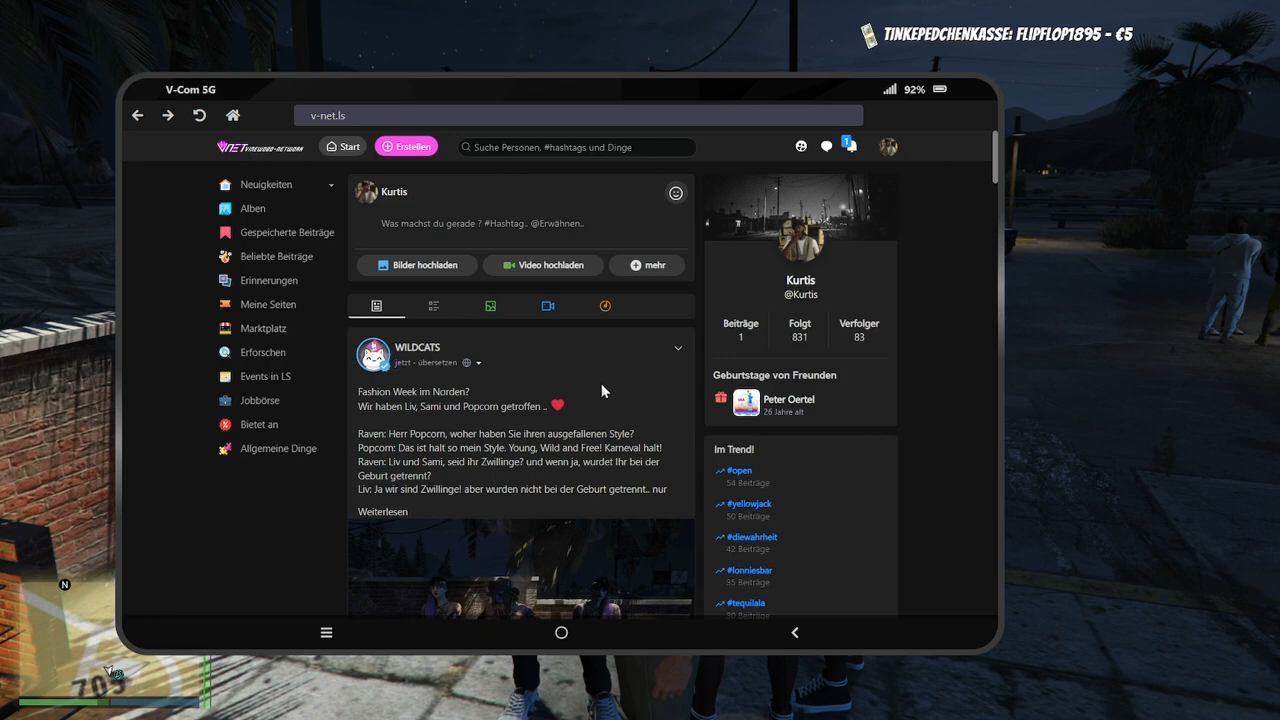 TINKEPEDCHENKASSE: FLIPFLOP1895 - €5
V-Com 5G
92%
v-net.ls
VNET VINEWOOD-NETWORK
Start
Erstellen
Suche Personen, #hashtags und Dinge
1
Neuigkeiten
Alben
Gespeicherte Beiträge
Beliebte Beiträge
Erinnerungen
Meine Seiten
Marktplatz
Erforschen
Events in LS
Jobbörse
Bietet an
Allgemeine Dinge
Kurtis
Was machst du gerade ? #Hashtag.. @Erwähnen..
Bilder hochladen
Video hochladen
mehr
WILDCATS
jetzt - übersetzen
Fashion Week im Norden?
Wir haben Liv, Sami und Popcorn getroffen .. ❤
Raven: Herr Popcorn, woher haben Sie ihren ausgefallenen Style?
Popcorn: Das ist halt so mein Style. Young, Wild and Free! Karneval halt!
Raven: Liv und Sami, seid ihr Zwillinge? und wenn ja, wurdet Ihr bei der
Geburt getrennt?
Liv: Ja wir sind Zwillinge! aber wurden nicht bei der Geburt getrennt.. nur
Weiterlesen
Kurtis
@Kurtis
Beiträge
1
Folgt
831
Verfolger
83
Geburtstage von Freunden
Peter Oertel
26 Jahre alt
Im Trend!
#open
54 Beiträge
#yellowjack
50 Beiträge
#diewahrheit
42 Beiträge
#lonniesbar
35 Beiträge
#tequilala
N